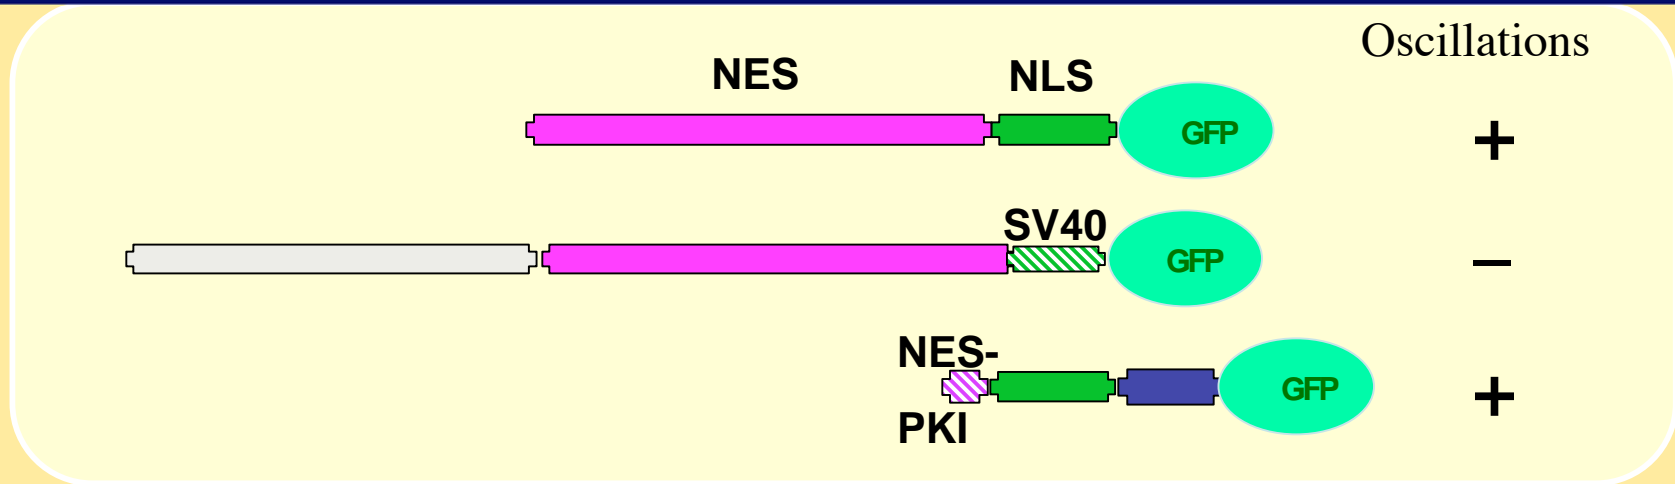 Oscillations
NES
NLS
GFP
+
SV40
GFP
–
NES-
PKI
GFP
+